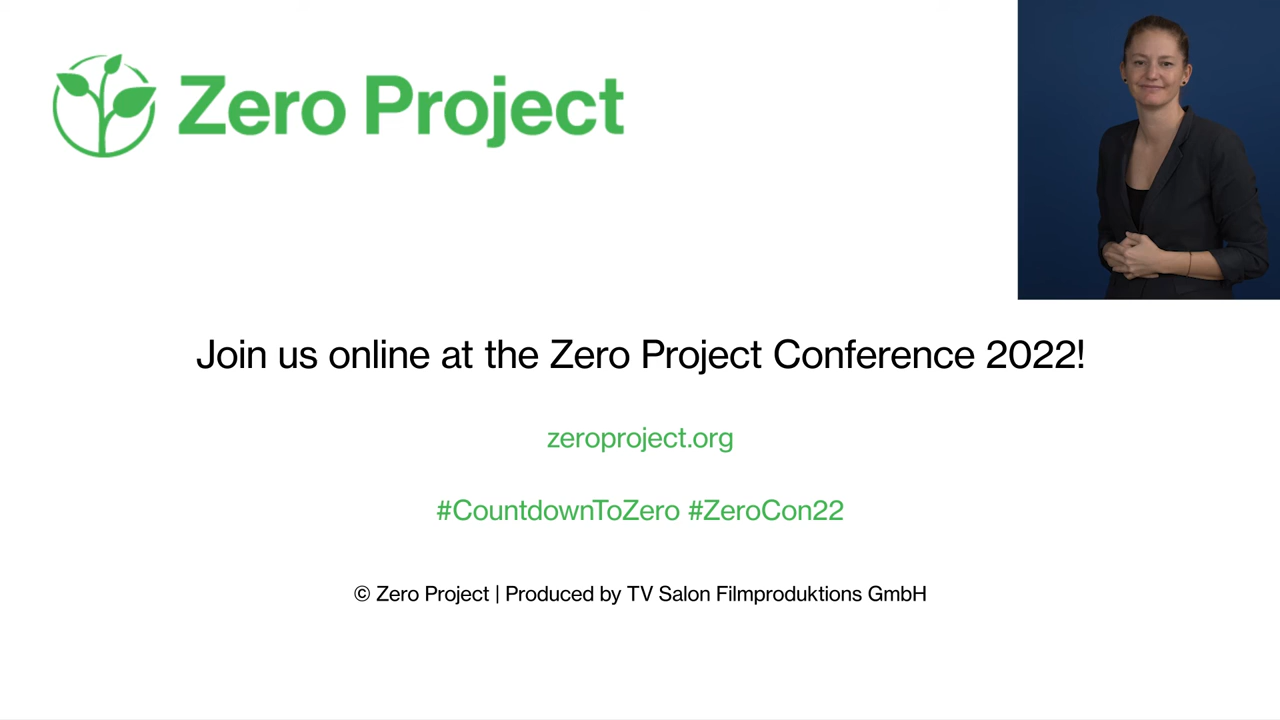 Zero Project
Join us online at the Zero Project Conference 2022!
zeroproject.org
#CountdownToZero #ZeroCon22
© Zero Project | Produced by TV Salon Filmproduktions GmbH